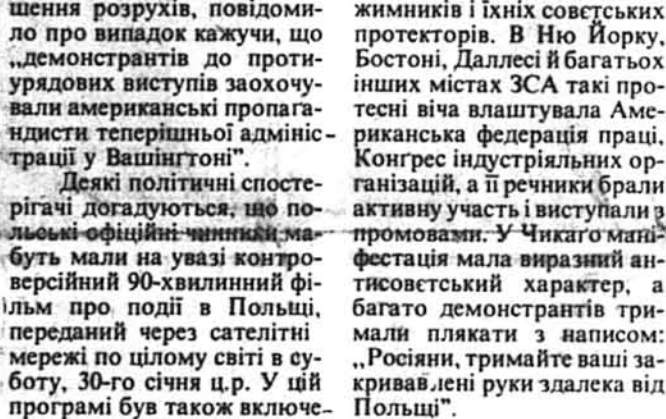 шення розрухів, повідоми-
ло про випадок кажучи, що
„демонстрантів до проти-
урядових виступів заохочу-
вали американські пропаґа-
ндисти теперішньої адмініс-
трації у Вашінґтоні".
Деякі політичні спосте-
рігачі догадуються, що по-
льські офіційні чинники ма-
буть мали на увазі контро-
версійний 90-хвилинний фі-
льм про події в Польщі,
переданий через сателітні
мережі по цілому світі в су-
боту, 30-го січня ц.р. У цій
програмі був також включе-
жимників і їхніх совєтських
протекторів. В Ню Йорку,
Бостоні, Даллесі й багатьох
інших містах ЗСА такі про-
тесні віча влаштувала Аме-
риканська федерація праці,
Конґрес індустріяльних ор-
ганізацій, а її речники брали
активну участь і виступали з
промовами. У Чикаґо мані-
фестація мала виразний ан-
тисовєтський характер, а
багато демонстрантів три-
мали плякати з написом:
„Росіяни, тримайте ваші за-
кривавлені руки здалека від
Польщі".